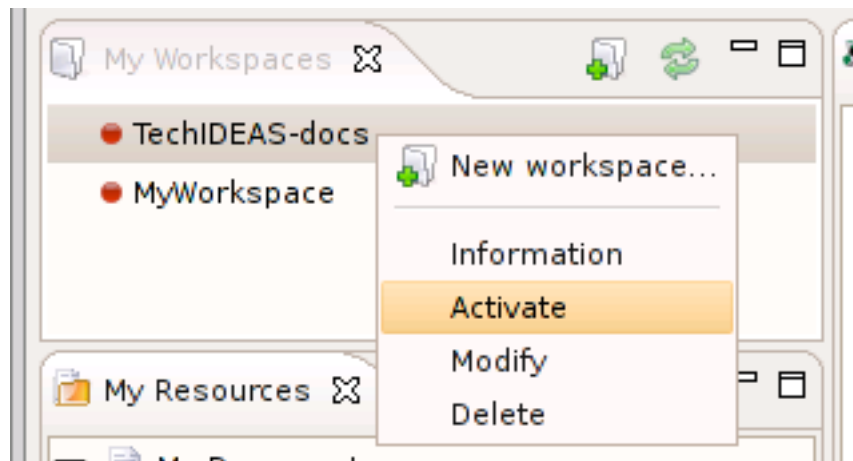 My Workspaces
TechIDEAS-docs
MyWorkspace
New workspace...
Information
Activate
Modify
Delete
My Resources